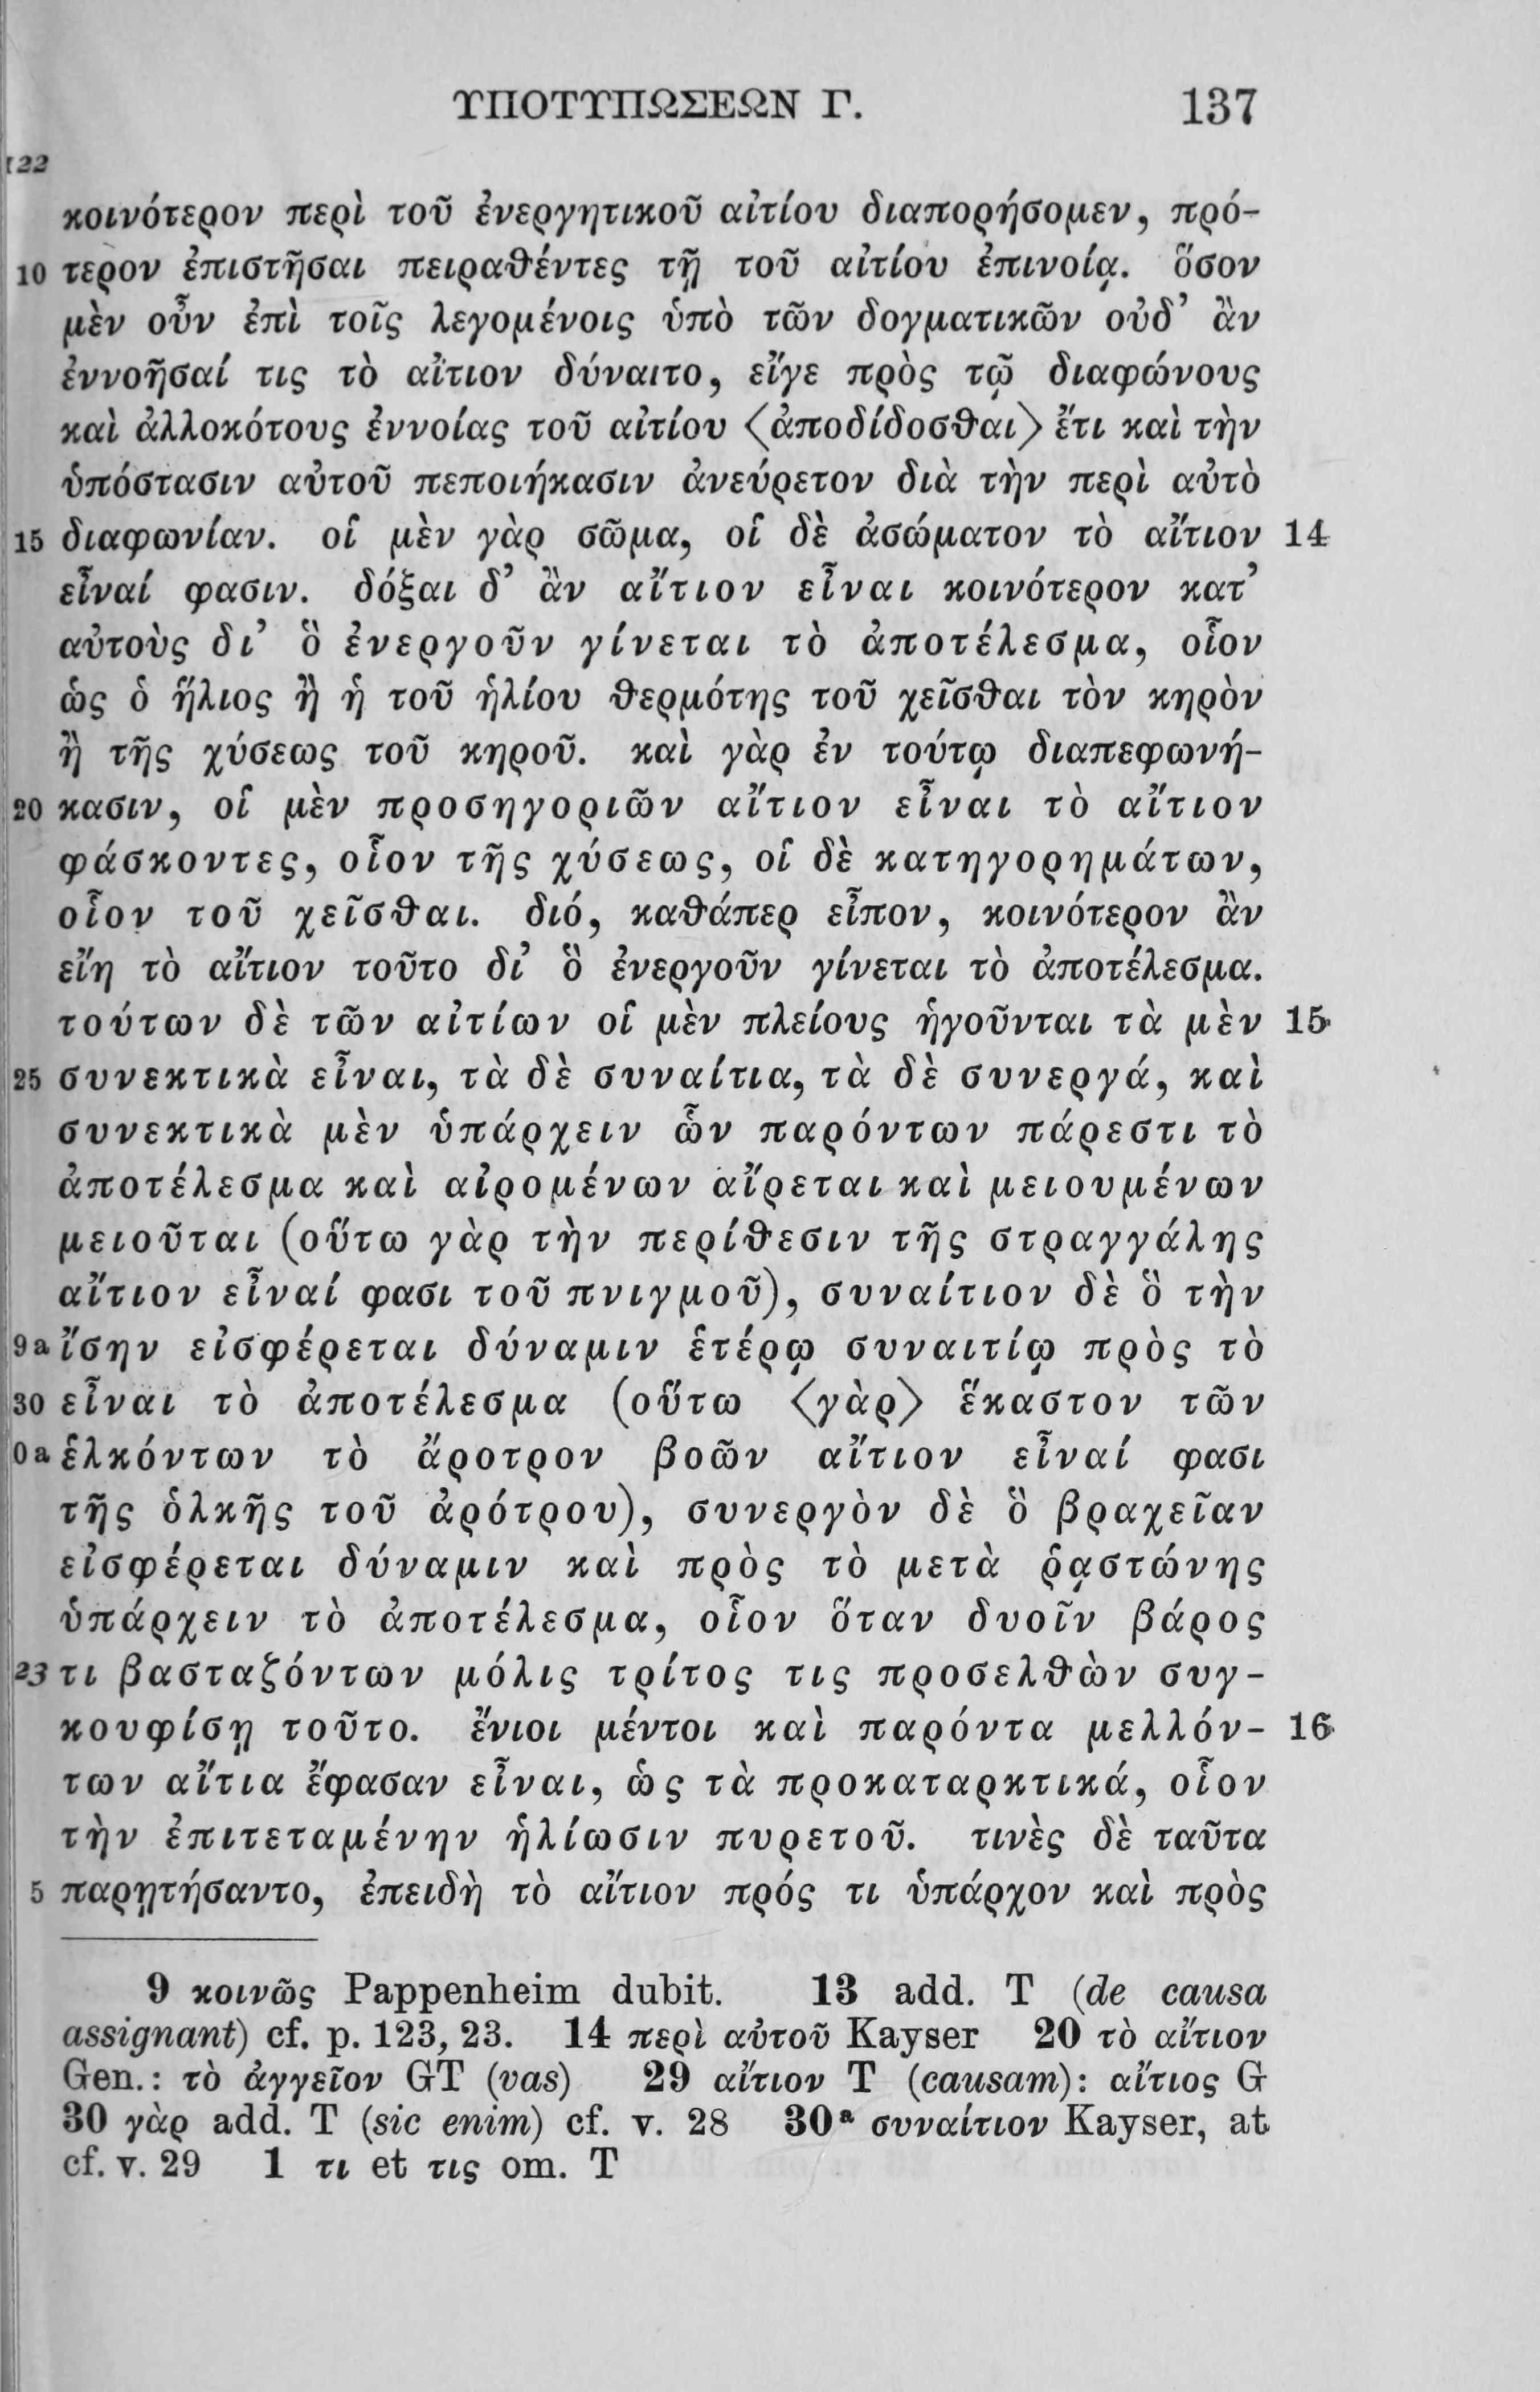 ΥΠΟΤΥΠΩΣΕΩΝ Γ. 137
122
κοινότερον περὶ τοῦ ἐνεργητικοῦ αἰτίου διαπορήσομεν, πρό-
10 τερον ἐπιστῆσαι πειραθέντες τῇ τοῦ αἰτίου ἐπινοίᾳ. ὅσον
μὲν οὖν ἐπὶ τοῖς λεγομένοις ὑπὸ τῶν δογματικῶν οὐδ’ ἂν
ἐννοῆσαί τις τὸ αἴτιον δύναιτο, εἴγε πρὸς τῷ διαφώνους
καὶ ἀλλοκότους ἐννοίας τοῦ αἰτίου 〈ἀποδίδοσθαι〉 ἔτι καὶ τὴν
ὑπόστασιν αὐτοῦ πεποιήκασιν ἀνεύρετον διὰ τὴν περὶ αὐτὸ
15 διαφωνίαν. οἱ μὲν γὰρ σῶμα, οἱ δὲ ἀσώματον τὸ αἴτιον 14
εἶναί φασιν. δόξαι δ’ ἂν αἴτιον εἶναι κοινότερον κατ’
αὐτοὺς δι’ ὃ ἐνεργοῦν γίνεται τὸ ἀποτέλεσμα, οἷον
ὡς ὁ ἥλιος ἢ ἡ τοῦ ἡλίου θερμότης τοῦ χεῖσθαι τὸν κηρὸν
ἢ τῆς χύσεως τοῦ κηροῦ. καὶ γὰρ ἐν τούτῳ διαπεφωνή-
20 κασιν, οἱ μὲν προσηγοριῶν αἴτιον εἶναι τὸ αἴτιον
φάσκοντες, οἷον τῆς χύσεως, οἱ δὲ κατηγορημάτων,
οἷον τοῦ χεῖσθαι. διό, καθάπερ εἶπον, κοινότερον ἂν
εἴη τὸ αἴτιον τοῦτο δι’ ὃ ἐνεργοῦν γίνεται τὸ ἀποτέλεσμα.
τούτων δὲ τῶν αἰτίων οἱ μὲν πλείους ἡγοῦνται τὰ μὲν 15
25 συνεκτικὰ εἶναι, τὰ δὲ συναίτια, τὰ δὲ συνεργά, καὶ
συνεκτικὰ μὲν ὑπάρχειν ὧν παρόντων πάρεστι τὸ
ἀποτέλεσμα καὶ αἰρομένων αἴρεται καὶ μειουμένων
μειοῦται (οὕτω γὰρ τὴν περίθεσιν τῆς στραγγάλης
αἴτιον εἶναί φασι τοῦ πνιγμοῦ), συναίτιον δὲ ὃ τὴν
9a ἴσην εἰσφέρεται δύναμιν ἑτέρῳ συναιτίῳ πρὸς τὸ
30 εἶναι τὸ ἀποτέλεσμα (οὕτω 〈γὰρ〉 ἕκαστον τῶν
0a ἑλκόντων τὸ ἄροτρον βοῶν αἴτιον εἶναί φασι
τῆς ὁλκῆς τοῦ ἀρότρου), συνεργὸν δὲ ὃ βραχεῖαν
εἰσφέρεται δύναμιν καὶ πρὸς τὸ μετὰ ῥᾳστώνης
ὑπάρχειν τὸ ἀποτέλεσμα, οἷον ὅταν δυοῖν βάρος
23 τι βασταζόντων μόλις τρίτος τις προσελθὼν συγ-
κουφίσῃ τοῦτο. ἔνιοι μέντοι καὶ παρόντα μελλόν- 16
των αἴτια ἔφασαν εἶναι, ὡς τὰ προκαταρκτικά, οἷον
τὴν ἐπιτεταμένην ἡλίωσιν πυρετοῦ. τινὲς δὲ ταῦτα
5 παρῃτήσαντο, ἐπειδὴ τὸ αἴτιον πρός τι ὑπάρχον καὶ πρὸς
9 κοινῶς Pappenheim dubit. 13 add. T (de causa
assignant) cf. p. 123, 23. 14 περὶ αὐτοῦ Kayser 20 τὸ αἴτιον
Gen.: τὸ ἀγγεῖον GT (vas) 29 αἴτιον T (causam): αἴτιος G
30 γὰρ add. T (sic enim) cf. v. 28 30ᵃ συναίτιον Kayser, at
cf. v. 29 1 τι et τις om. T